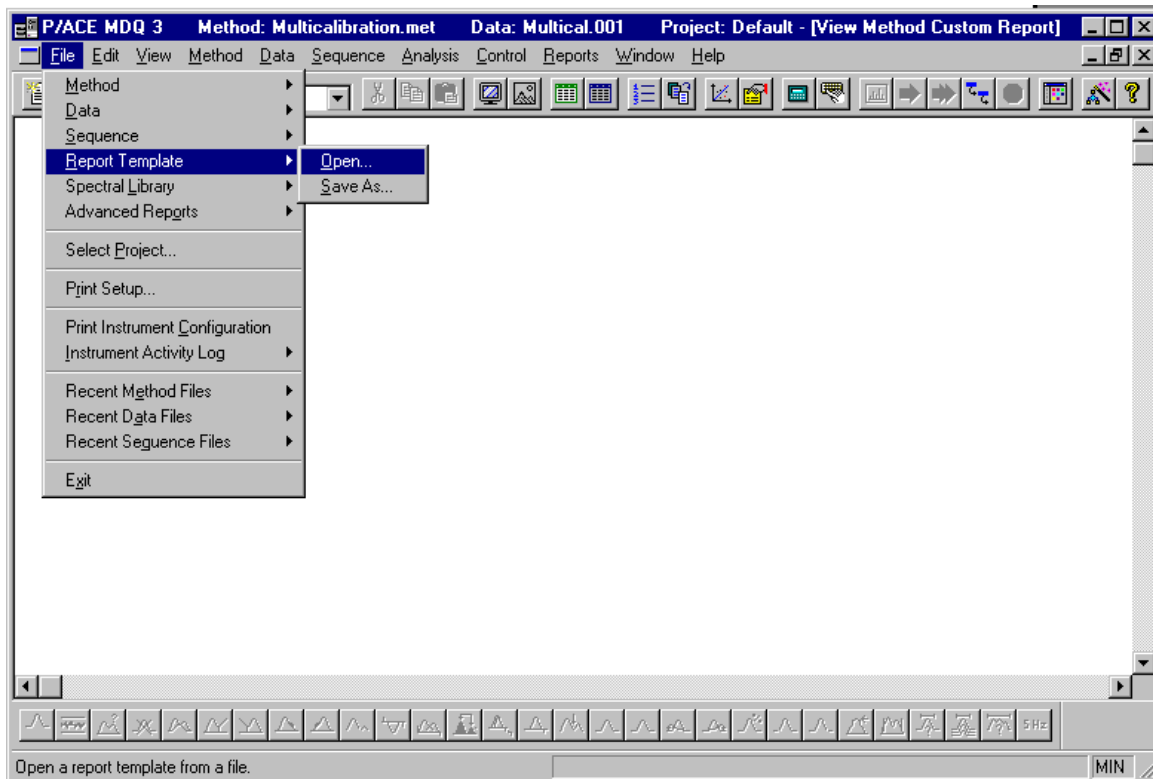 P/ACE MDQ 3 Method: Multicalibration.met Data: Multical.001 Project: Default - [View Method Custom Report]
File Edit View Method Data Sequence Analysis Control Reports Window Help
Method
Data
Sequence
Report Template
Open...
Save As...
Spectral Library
Advanced Reports
Select Project...
Print Setup...
Print Instrument Configuration
Instrument Activity Log
Recent Method Files
Recent Data Files
Recent Sequence Files
Exit
5 Hz
Open a report template from a file.
MIN